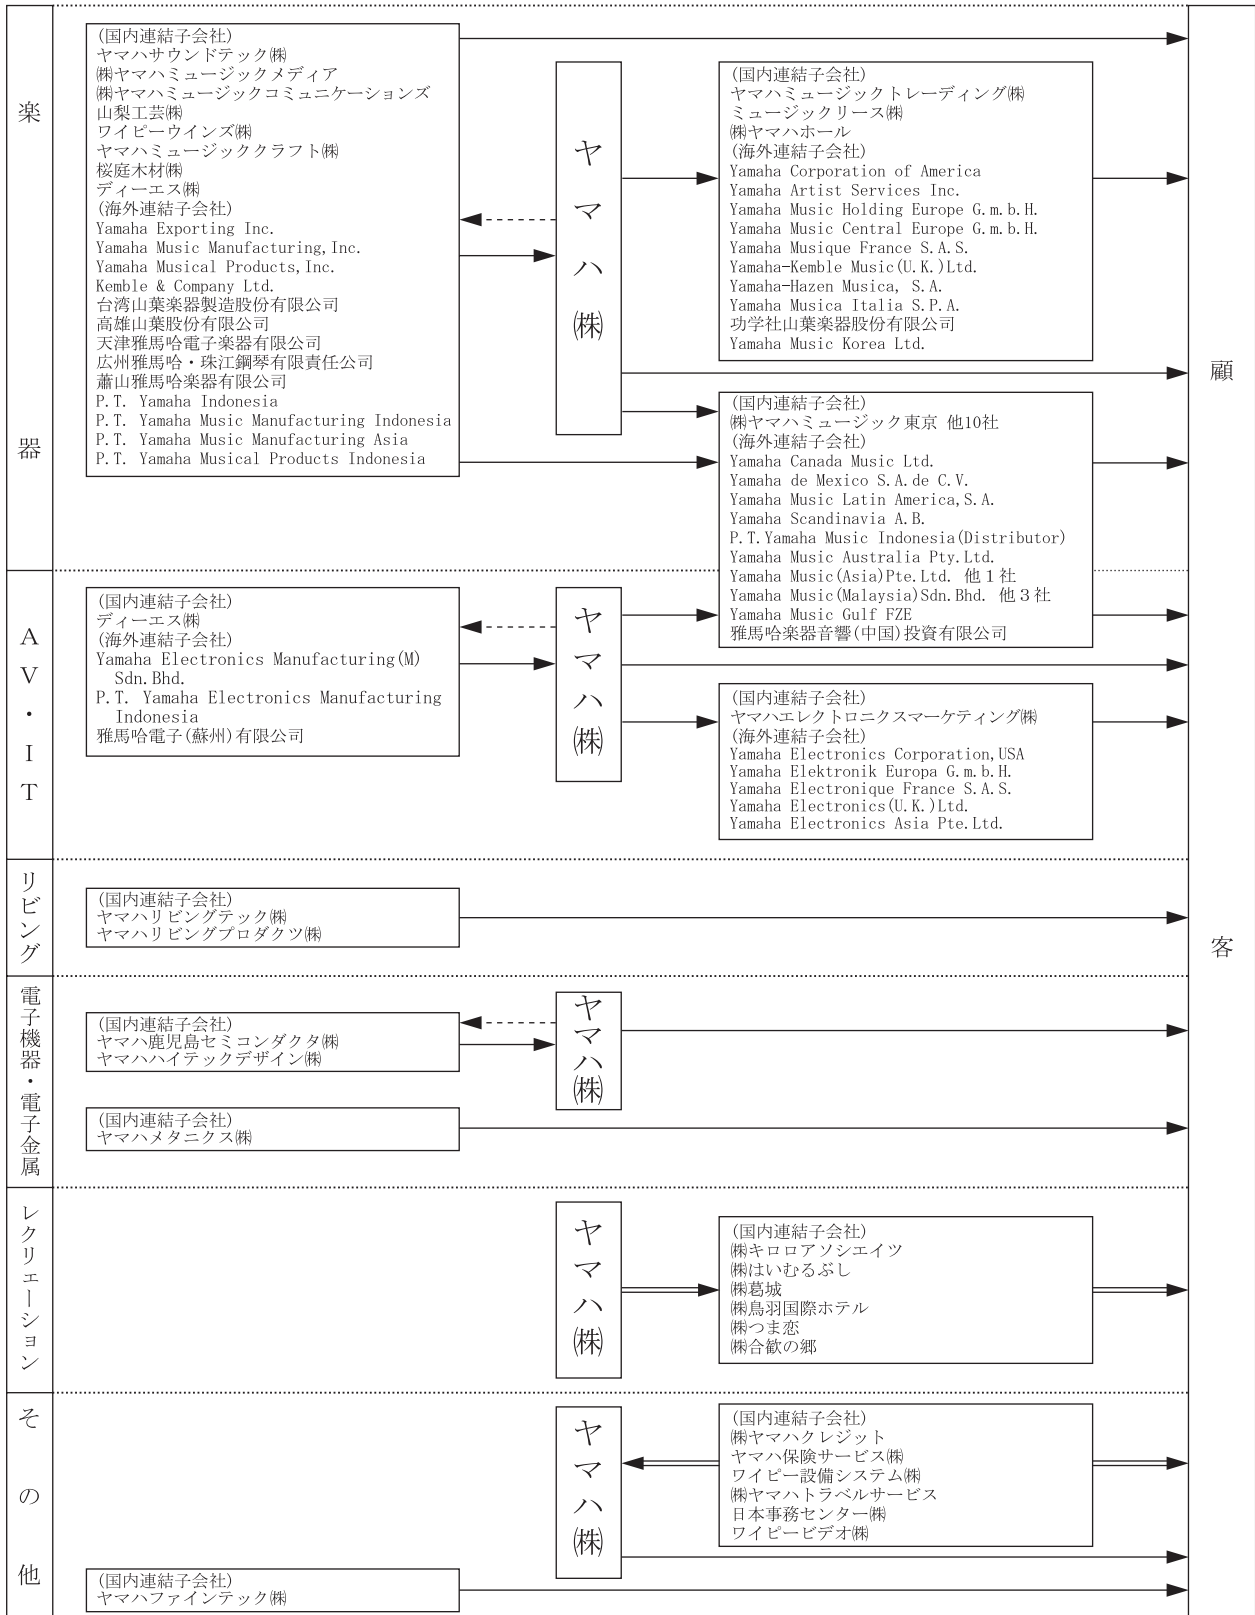 楽器
(国内連結子会社)
ヤマハサウンドテック㈱
㈱ヤマハミュージックメディア
㈱ヤマハミュージックコミュニケーションズ
山梨工芸㈱
ワイピーウインズ㈱
ヤマハミュージッククラフト㈱
桜庭木材㈱
ディーエス㈱
(海外連結子会社)
Yamaha Exporting Inc.
Yamaha Music Manufacturing,Inc.
Yamaha Musical Products,Inc.
Kemble & Company Ltd.
台湾山葉楽器製造股份有限公司
高雄山葉股份有限公司
天津雅馬哈電子楽器有限公司
広州雅馬哈・珠江鋼琴有限責任公司
蕭山雅馬哈楽器有限公司
P.T. Yamaha Indonesia
P.T. Yamaha Music Manufacturing Indonesia
P.T. Yamaha Music Manufacturing Asia
P.T. Yamaha Musical Products Indonesia
ヤマハ㈱
(国内連結子会社)
ヤマハミュージックトレーディング㈱
ミュージックリース㈱
㈱ヤマハホール
(海外連結子会社)
Yamaha Corporation of America
Yamaha Artist Services Inc.
Yamaha Music Holding Europe G.m.b.H.
Yamaha Music Central Europe G.m.b.H.
Yamaha Musique France S.A.S.
Yamaha-Kemble Music(U.K.)Ltd.
Yamaha-Hazen Musica, S.A.
Yamaha Musica Italia S.P.A.
功学社山葉楽器股份有限公司
Yamaha Music Korea Ltd.
(国内連結子会社)
㈱ヤマハミュージック東京 他10社
(海外連結子会社)
Yamaha Canada Music Ltd.
Yamaha de Mexico S.A.de C.V.
Yamaha Music Latin America,S.A.
Yamaha Scandinavia A.B.
P.T.Yamaha Music Indonesia(Distributor)
Yamaha Music Australia Pty.Ltd.
Yamaha Music(Asia)Pte.Ltd. 他１社
Yamaha Music(Malaysia)Sdn.Bhd. 他３社
Yamaha Music Gulf FZE
雅馬哈楽器音響(中国)投資有限公司
顧客
ＡＶ・ＩＴ
(国内連結子会社)
ディーエス㈱
(海外連結子会社)
Yamaha Electronics Manufacturing(M)
Sdn.Bhd.
P.T. Yamaha Electronics Manufacturing
Indonesia
雅馬哈電子(蘇州)有限公司
ヤマハ㈱
(国内連結子会社)
ヤマハエレクトロニクスマーケティング㈱
(海外連結子会社)
Yamaha Electronics Corporation,USA
Yamaha Elektronik Europa G.m.b.H.
Yamaha Electronique France S.A.S.
Yamaha Electronics(U.K.)Ltd.
Yamaha Electronics Asia Pte.Ltd.
リビング
(国内連結子会社)
ヤマハリビングテック㈱
ヤマハリビングプロダクツ㈱
電子機器・電子金属
(国内連結子会社)
ヤマハ鹿児島セミコンダクタ㈱
ヤマハハイテックデザイン㈱
ヤマハ㈱
(国内連結子会社)
ヤマハメタニクス㈱
レクリェーション
ヤマハ㈱
(国内連結子会社)
㈱キロロアソシエイツ
㈱はいむるぶし
㈱葛城
㈱鳥羽国際ホテル
㈱つま恋
㈱合歓の郷
その他
ヤマハ㈱
(国内連結子会社)
㈱ヤマハクレジット
ヤマハ保険サービス㈱
ワイピー設備システム㈱
㈱ヤマハトラベルサービス
日本事務センター㈱
ワイピービデオ㈱
(国内連結子会社)
ヤマハファインテック㈱